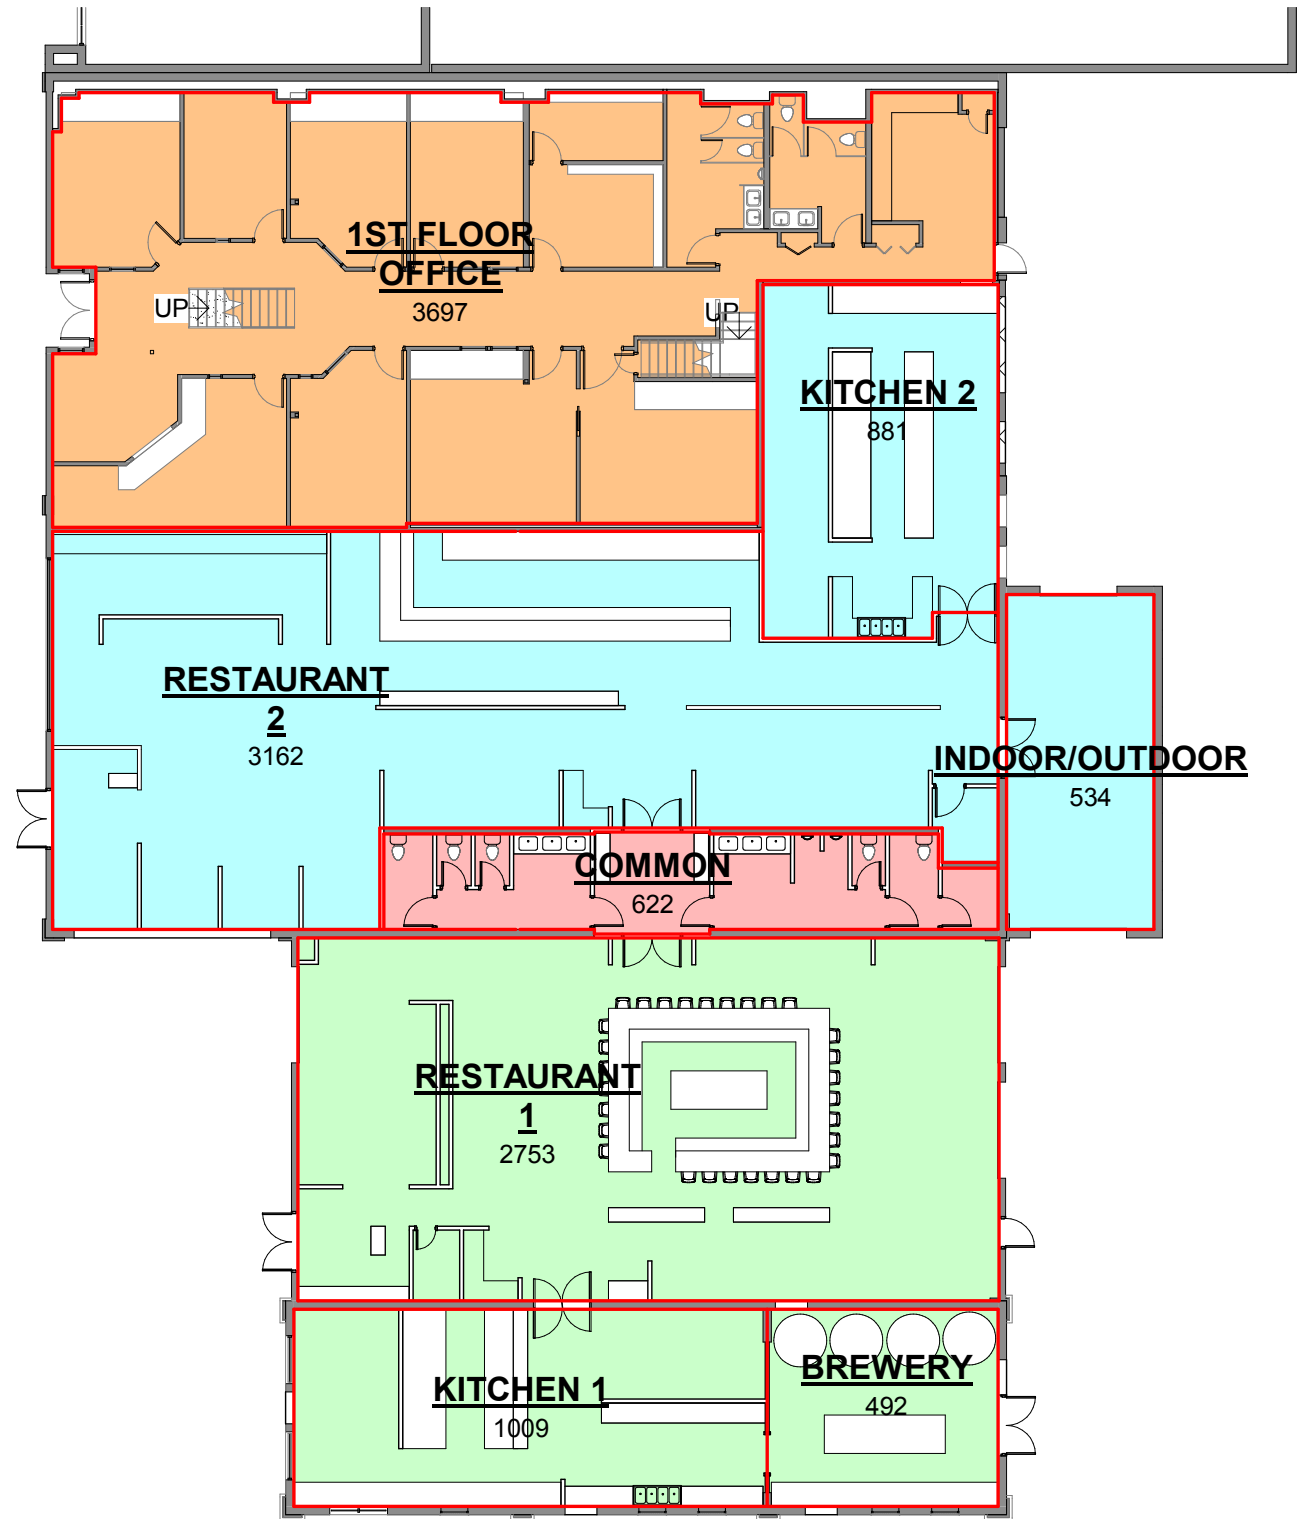 1ST FLOOR
OFFICE
3697
UP
UP
KITCHEN 2
881
RESTAURANT
2
3162
INDOOR/OUTDOOR
534
COMMON
622
RESTAURANT
1
2753
KITCHEN 1
1009
BREWERY
492